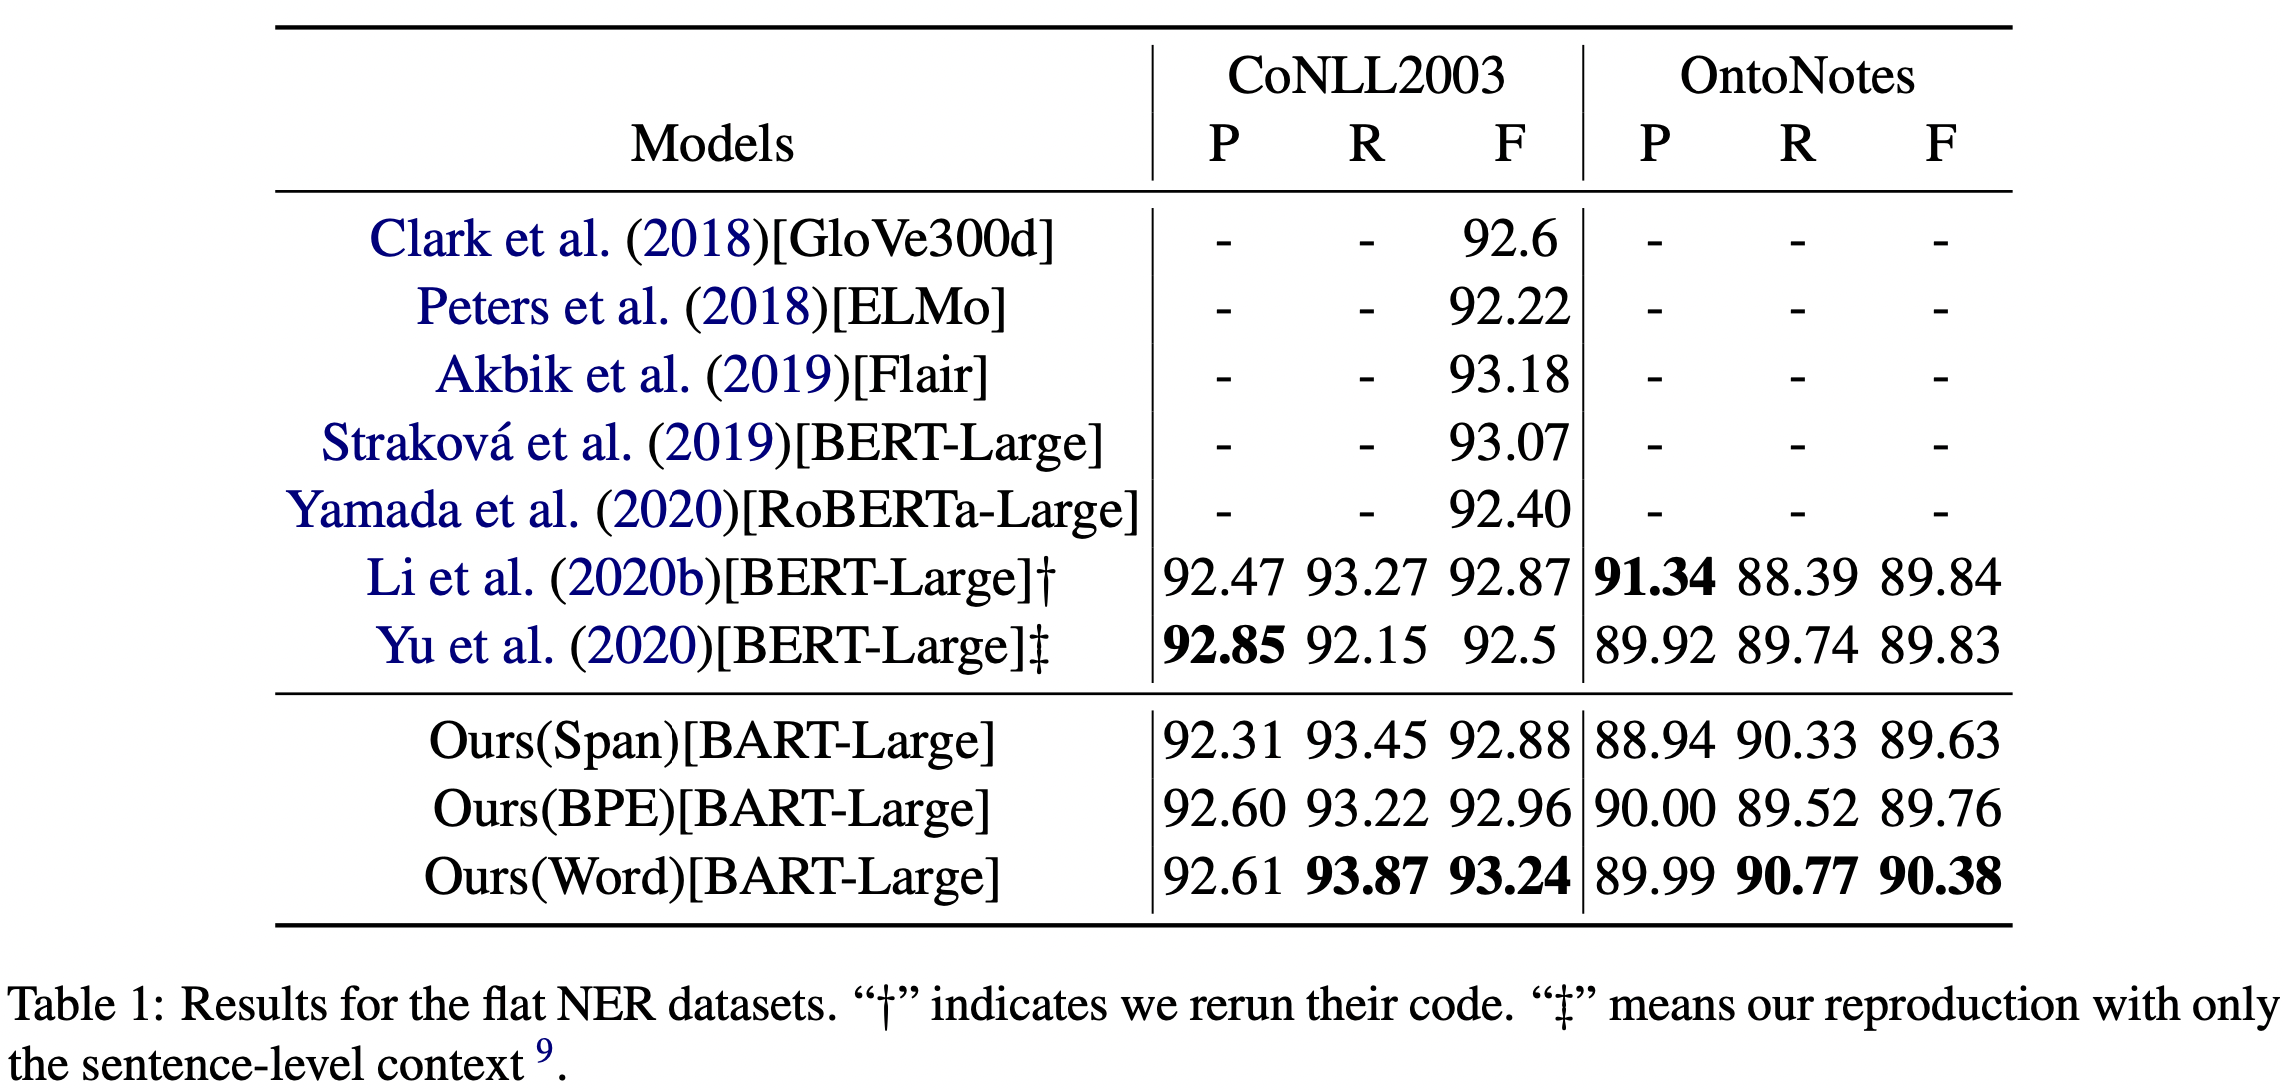 CoNLL2003 OntoNotes
Models P R F P R F
Clark et al. (2018)[GloVe300d] - - 92.6 - - -
Peters et al. (2018)[ELMo] - - 92.22 - - -
Akbik et al. (2019)[Flair] - - 93.18 - - -
Straková et al. (2019)[BERT-Large] - - 93.07 - - -
Yamada et al. (2020)[RoBERTa-Large] - - 92.40 - - -
Li et al. (2020b)[BERT-Large]† 92.47 93.27 92.87 91.34 88.39 89.84
Yu et al. (2020)[BERT-Large]‡ 92.85 92.15 92.5 89.92 89.74 89.83
Ours(Span)[BART-Large] 92.31 93.45 92.88 88.94 90.33 89.63
Ours(BPE)[BART-Large] 92.60 93.22 92.96 90.00 89.52 89.76
Ours(Word)[BART-Large] 92.61 93.87 93.24 89.99 90.77 90.38
Table 1: Results for the flat NER datasets. “†” indicates we rerun their code. “‡” means our reproduction with only
the sentence-level context 9.